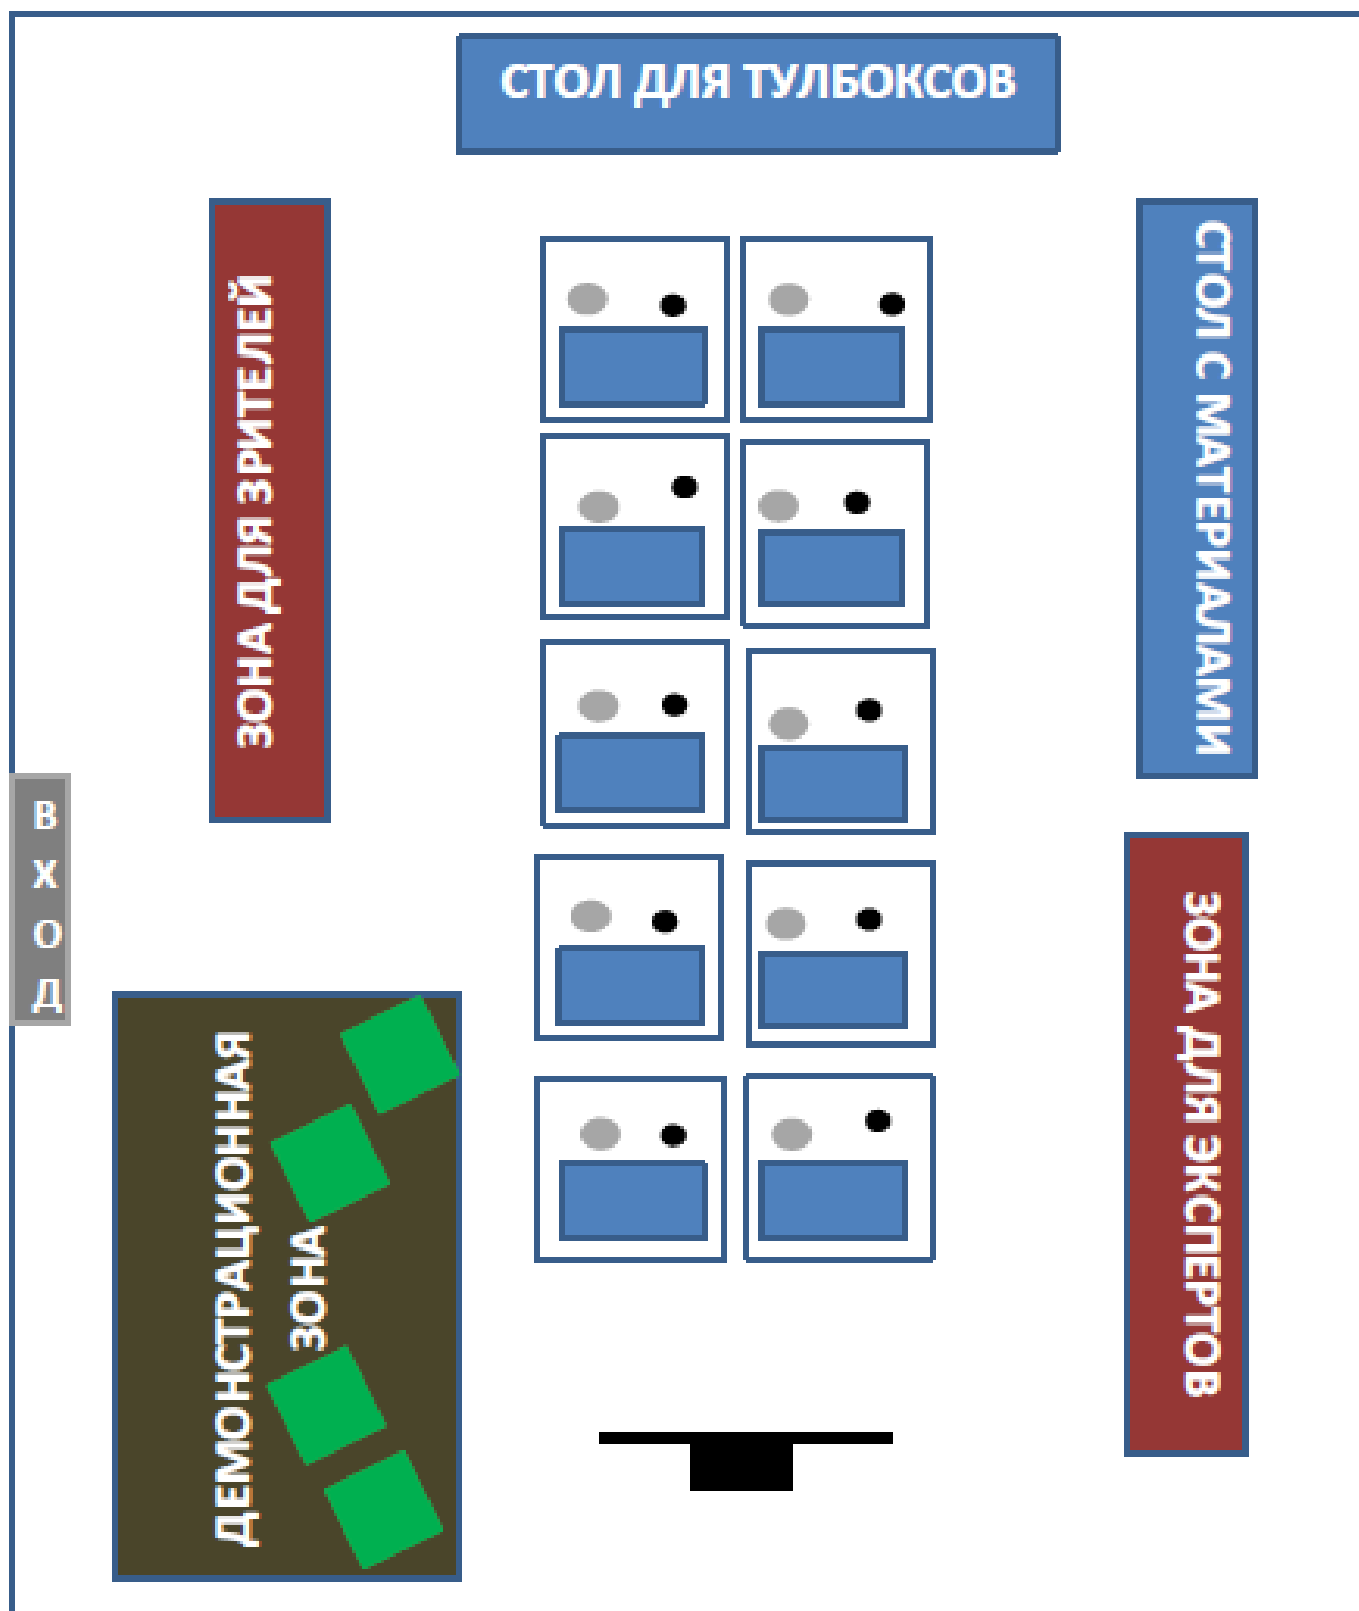 СТОЛ ДЛЯ ТУЛБОКСОВ
ЗОНА ДЛЯ ЗРИТЕЛЕЙ
СТОЛ С МАТЕРИАЛАМИ
ВХОД
ДЕМОНСТРАЦИОННАЯ
ЗОНА
ЗОНА ДЛЯ ЭКСПЕРТОВ